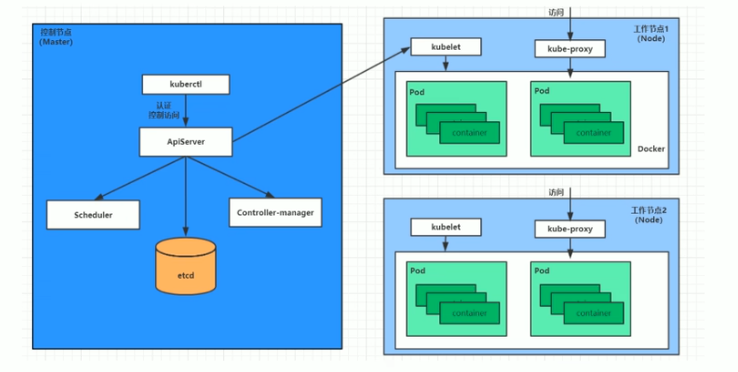 控制节点
(Master)
kuberctl
认证
控制访问
ApiServer
Scheduler
Controller-manager
etcd
访问
工作节点1
(Node)
kubelet
kube-proxy
Pod
container
Pod
container
Docker
访问
工作节点2
(Node)
kubelet
kube-proxy
Pod
container
Pod
container